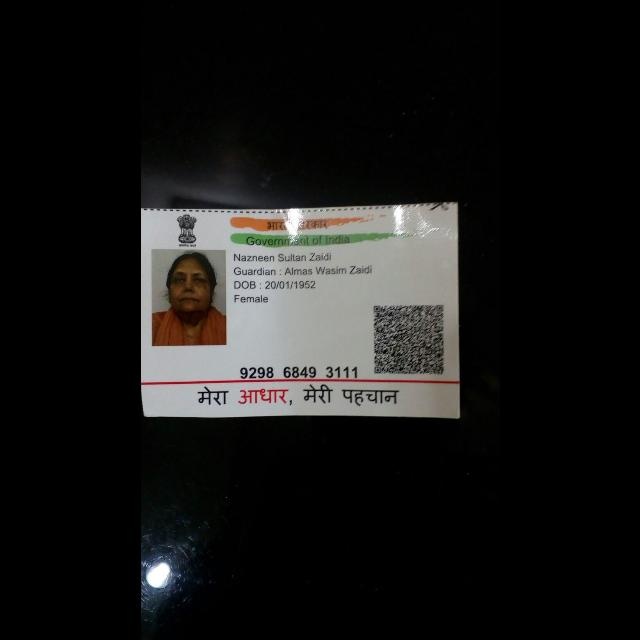 भारत सरकार
Government of India
Nazneen Sultan Zaidi
Guardian : Almas Wasim Zaidi
DOB : 20/01/1952
Female
9298 6849 3111
मेरा आधार, मेरी पहचान